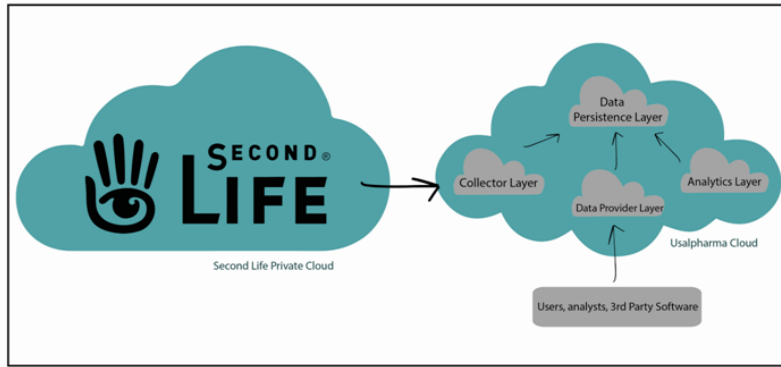 SECOND®
LIFE
Second Life Private Cloud
Data
Persistence Layer
Collector Layer
Analytics Layer
Data Provider Layer
Usalpharma Cloud
Users, analysts, 3rd Party Software